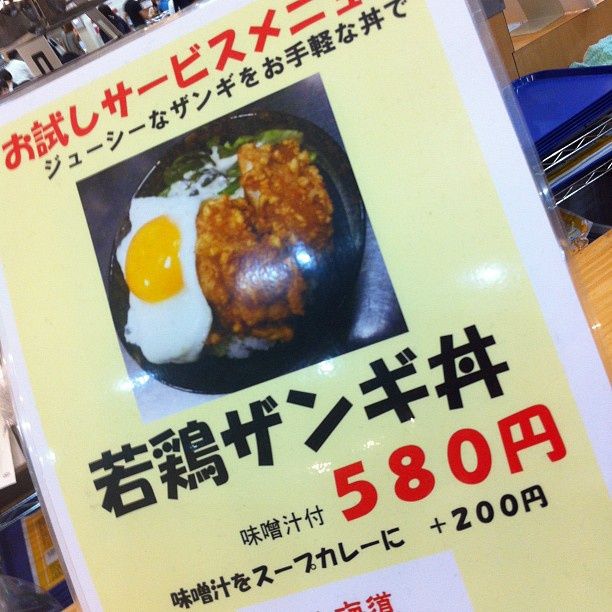 お試しサービスメニュー
ジューシーなザンギをお手軽な丼で
若鶏ザンギ丼
味噌汁付 580円
味噌汁をスープカレーに +200円
海道